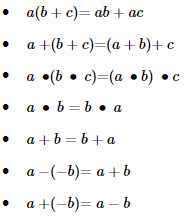 • a(b + c)= ab + ac
• a +(b + c)=(a + b)+ c
• a •(b • c)=(a • b) • c
• a • b = b • a
• a + b = b + a
• a −(−b)= a + b
• a +(−b)= a − b